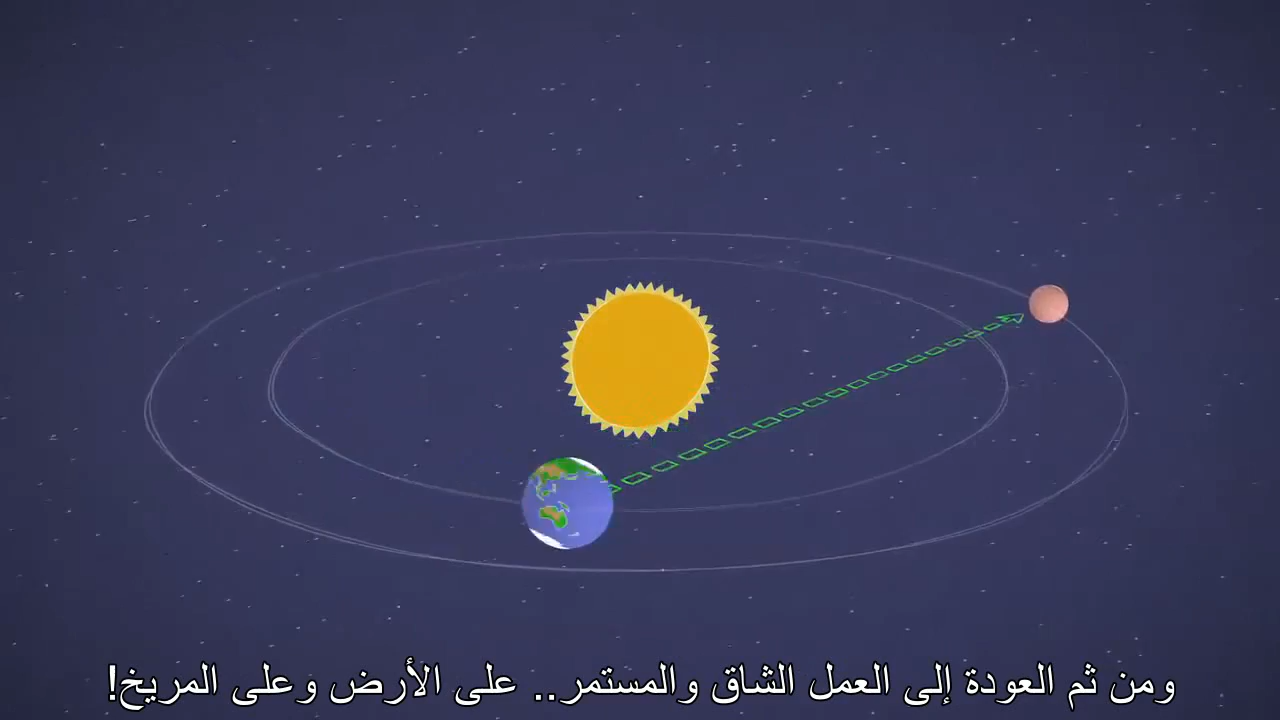 ومن ثم العودة إلى العمل الشاق والمستمر.. على الأرض وعلى المريخ!